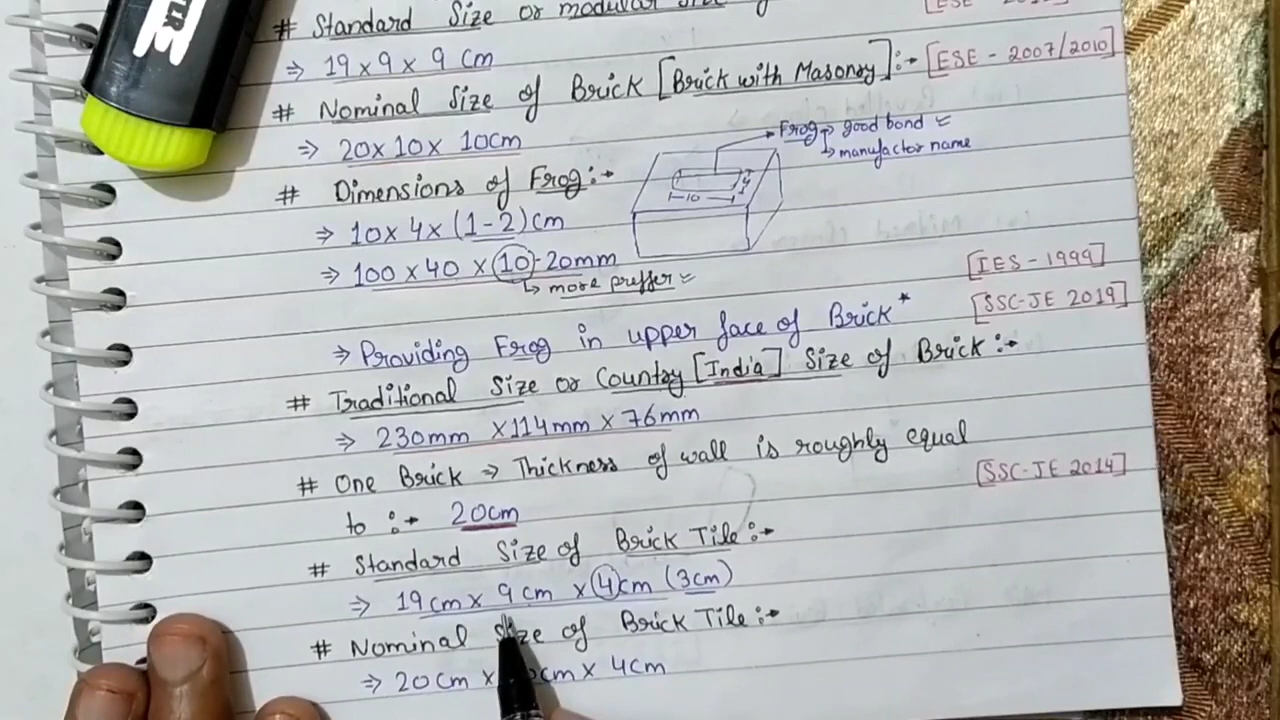 # Standard Size or modular Size
⇒ 19 x 9 x 9 cm
# Nominal Size of Brick [Brick with Masonry] :- [ESE - 2007/2010]
⇒ 20 x 10 x 10cm
Frog → good bond
↳ manufactor name
# Dimensions of Frog :-
10
⇒ 10 x 4 x (1-2) cm
⇒ 100 x 40 x (10)-20mm
↳ more preffer
[IES - 1999]
⇒ Providing Frog in upper face of Brick* [SSC-JE 2019]
# Traditional Size or Country [India] Size of Brick :-
⇒ 230mm x 114mm x 76mm
# One Brick ⇒ Thickness of wall is roughly equal
to :- 20cm [SSC-JE 2014]
# Standard Size of Brick Tile :-
⇒ 19 cm x 9 cm x 4 cm (3cm)
# Nominal Size of Brick Tile :-
⇒ 20 cm x cm x 4cm